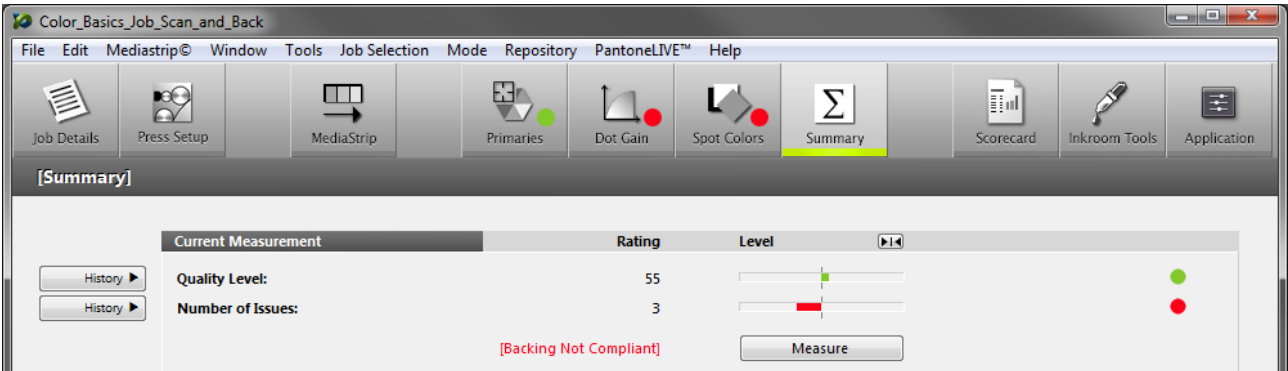 Color_Basics_Job_Scan_and_Back
File Edit Mediastrip© Window Tools Job Selection Mode Repository PantoneLIVE™ Help
Job Details Press Setup MediaStrip Primaries Dot Gain Spot Colors Summary Scorecard Inkroom Tools Application
[Summary]
Current Measurement Rating Level
History Quality Level: 55
History Number of Issues: 3
[Backing Not Compliant] Measure